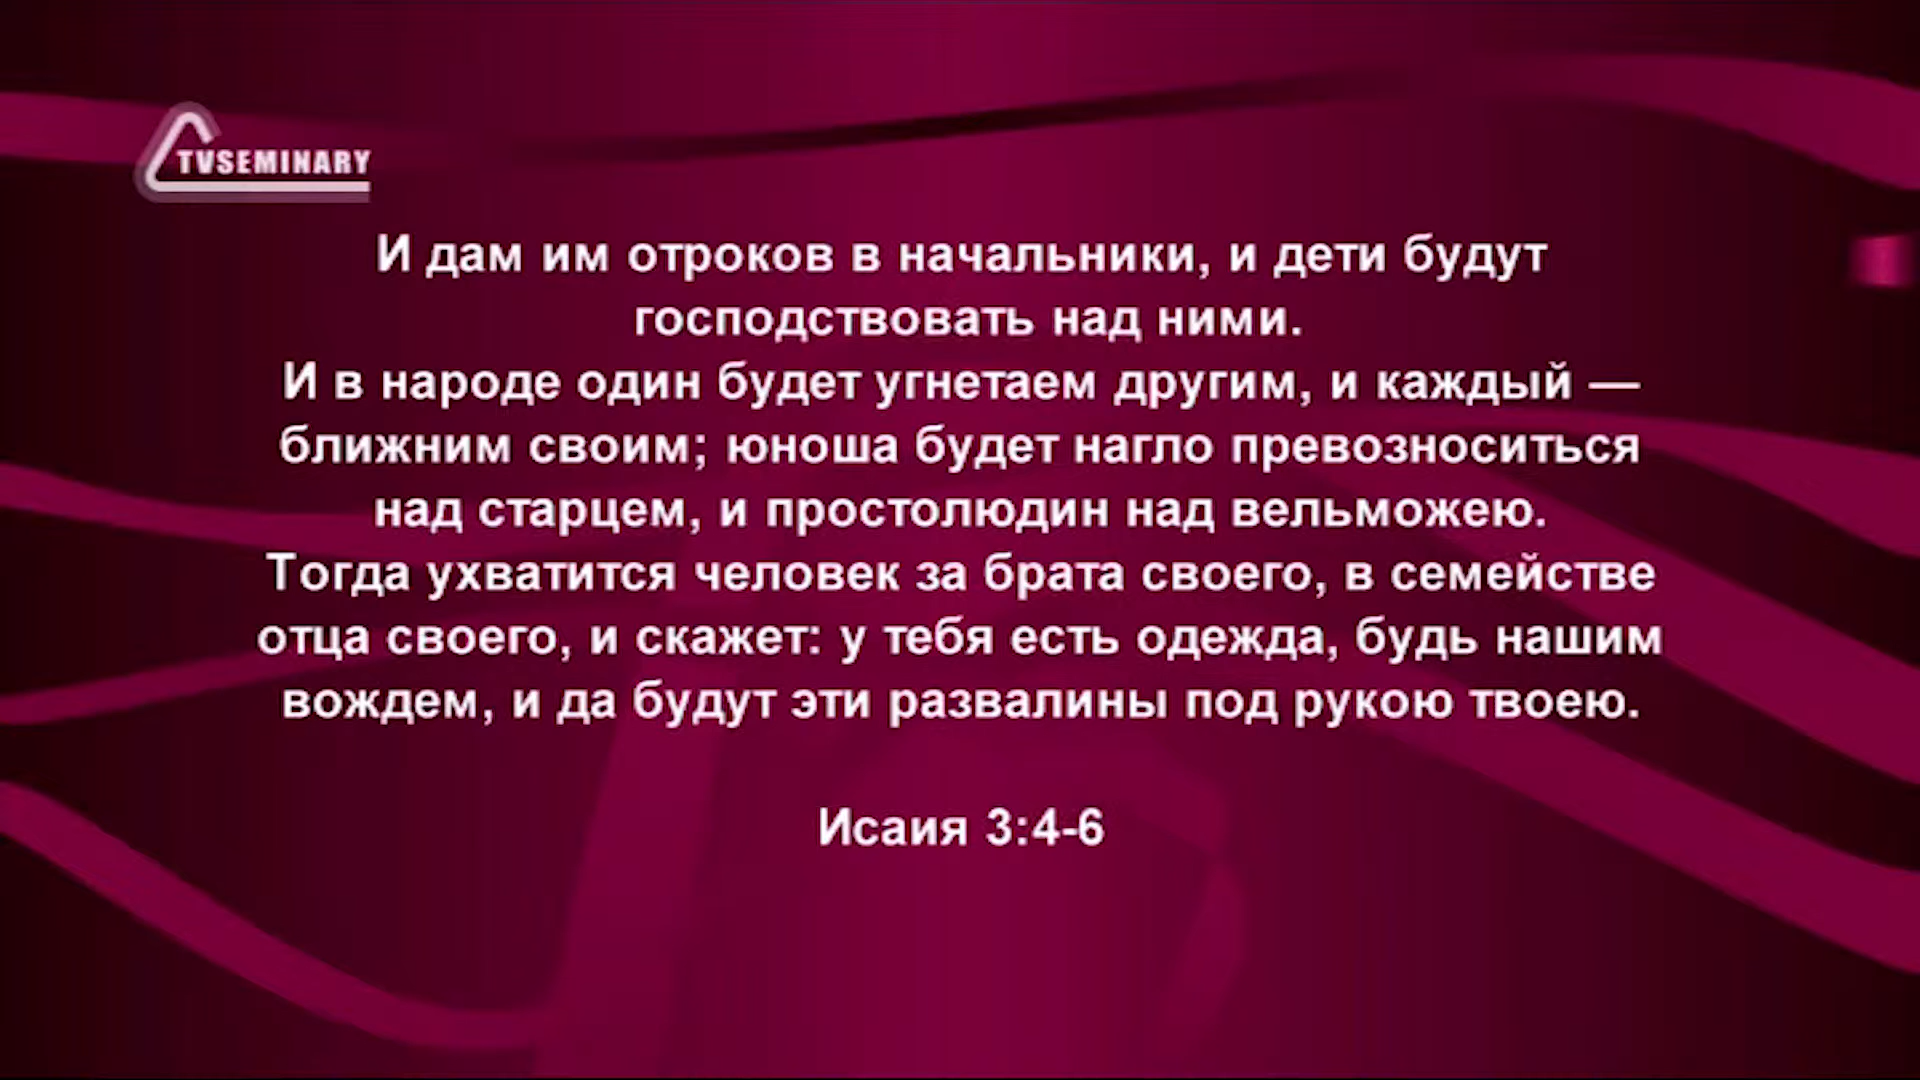 TVSEMINARY
И дам им отроков в начальники, и дети будут
господствовать над ними.
И в народе один будет угнетаем другим, и каждый —
ближним своим; юноша будет нагло превозноситься
над старцем, и простолюдин над вельможею.
Тогда ухватится человек за брата своего, в семействе
отца своего, и скажет: у тебя есть одежда, будь нашим
вождем, и да будут эти развалины под рукою твоею.
Исаия 3:4-6